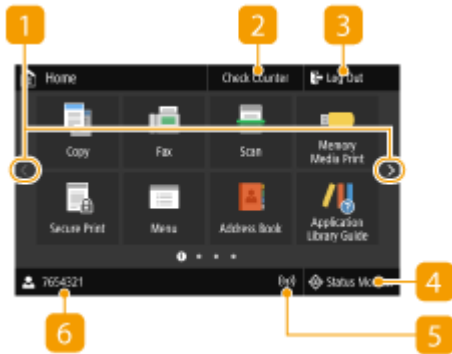 1
2
3
Home
Check Counter
Log Out
Copy
Fax
Scan
Memory
Media Print
Secure Print
Menu
Address Book
Application
Library Guide
7654321
Status
4
6
5